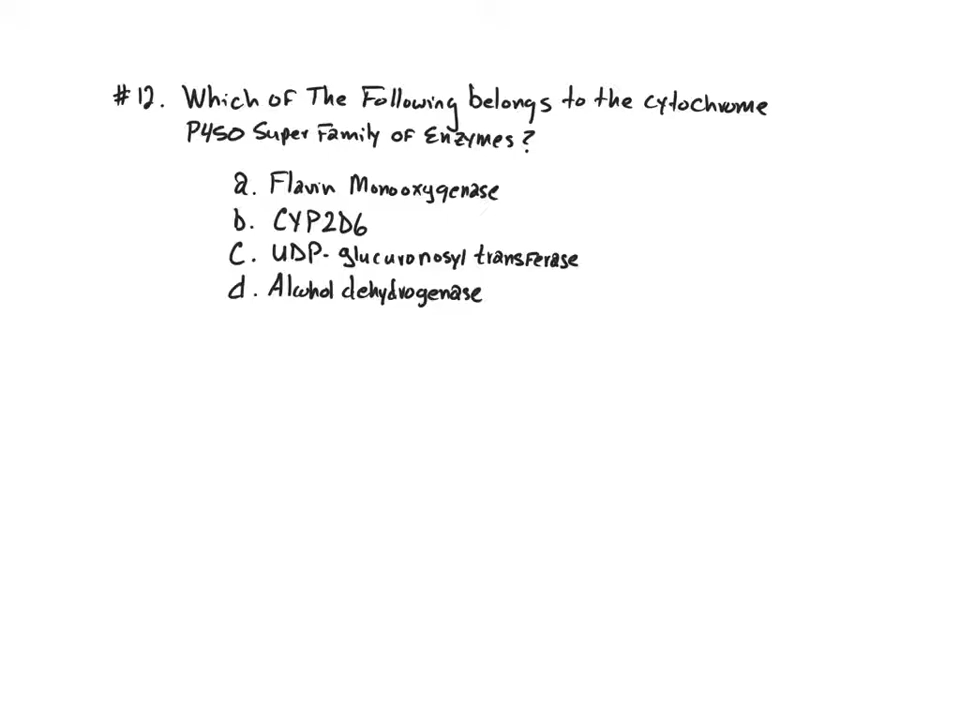 #12. Which of The Following belongs to the cytochrome
P450 Super Family of Enzymes?
a. Flavin Monooxygenase
b. CYP2D6
c. UDP-glucuronosyl transferase
d. Alcohol dehydrogenase